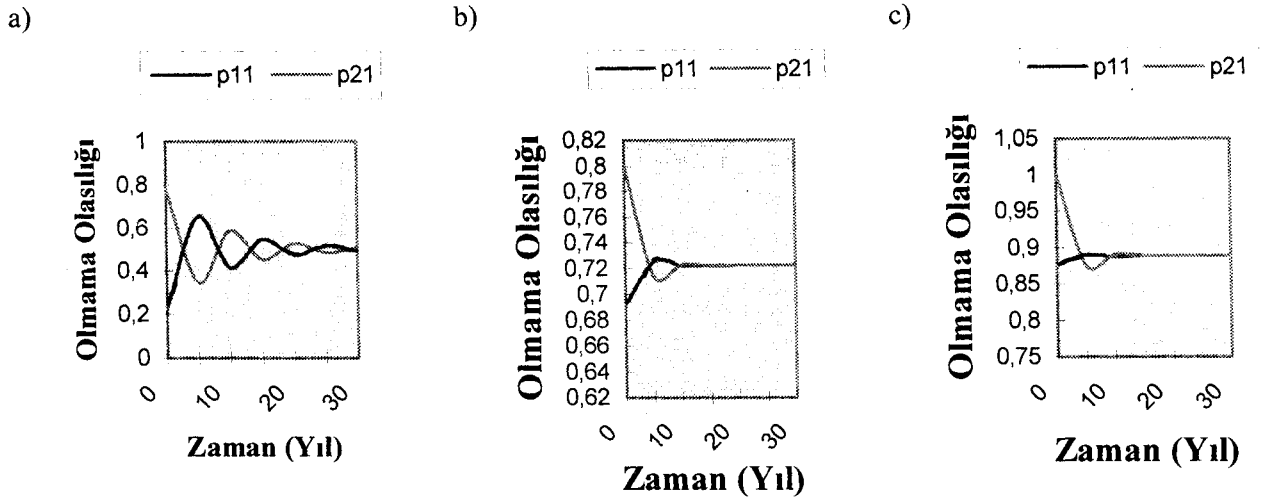 a)
p11 p21
Olmama Olasılığı
1
0,8
0,6
0,4
0,2
0
0 10 20 30
Zaman (Yıl)
b)
p11 p21
Olmama Olasılığı
0,82
0,8
0,78
0,76
0,74
0,72
0,7
0,68
0,66
0,64
0,62
0 10 20 30
Zaman (Yıl)
c)
p11 p21
Olmama Olasılığı
1,05
1
0,95
0,9
0,85
0,8
0,75
0 10 20 30
Zaman (Yıl)